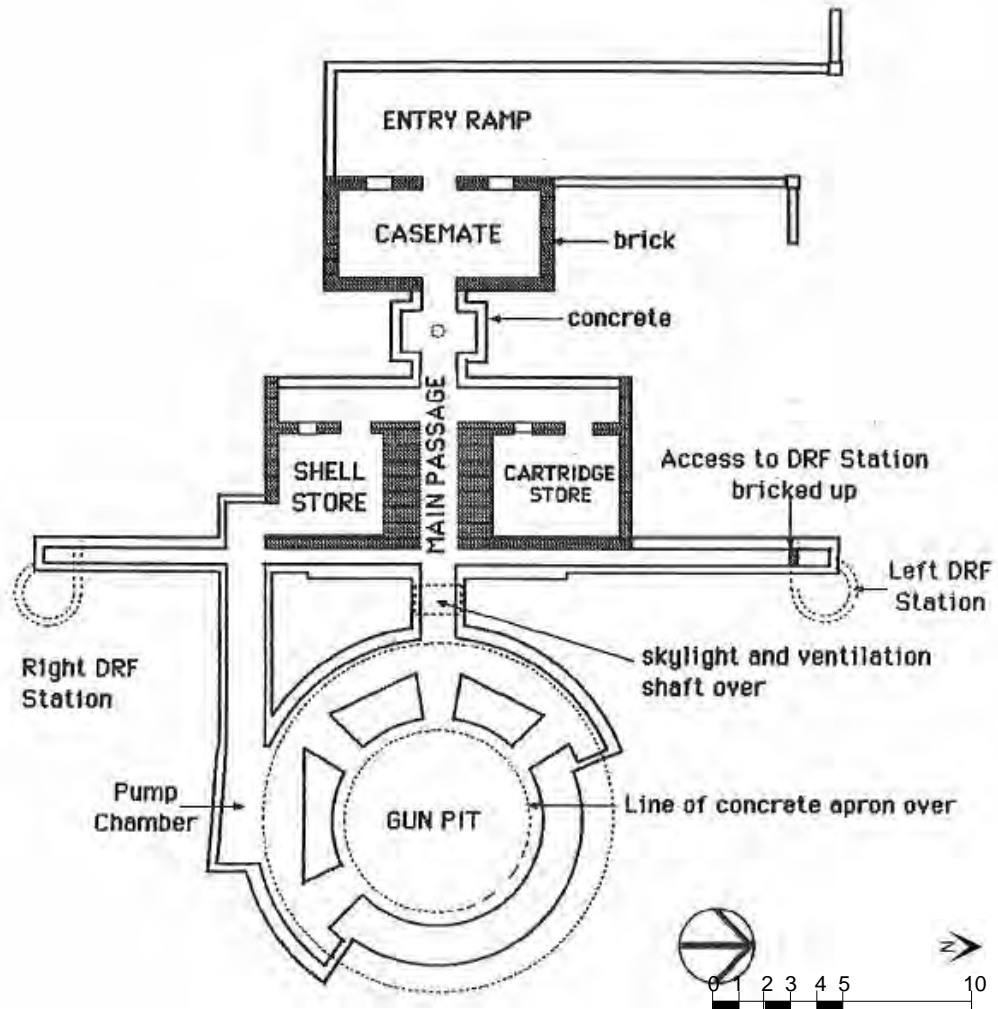 ENTRY RAMP
CASEMATE
brick
concrete
MAIN PASSAGE
SHELL
STORE
CARTRIDGE
STORE
Access to DRF Station
bricked up
Left DRF
Station
Right DRF
Station
skylight and ventilation
shaft over
Pump
Chamber
GUN PIT
Line of concrete apron over
N
0 1 2 3 4 5 10